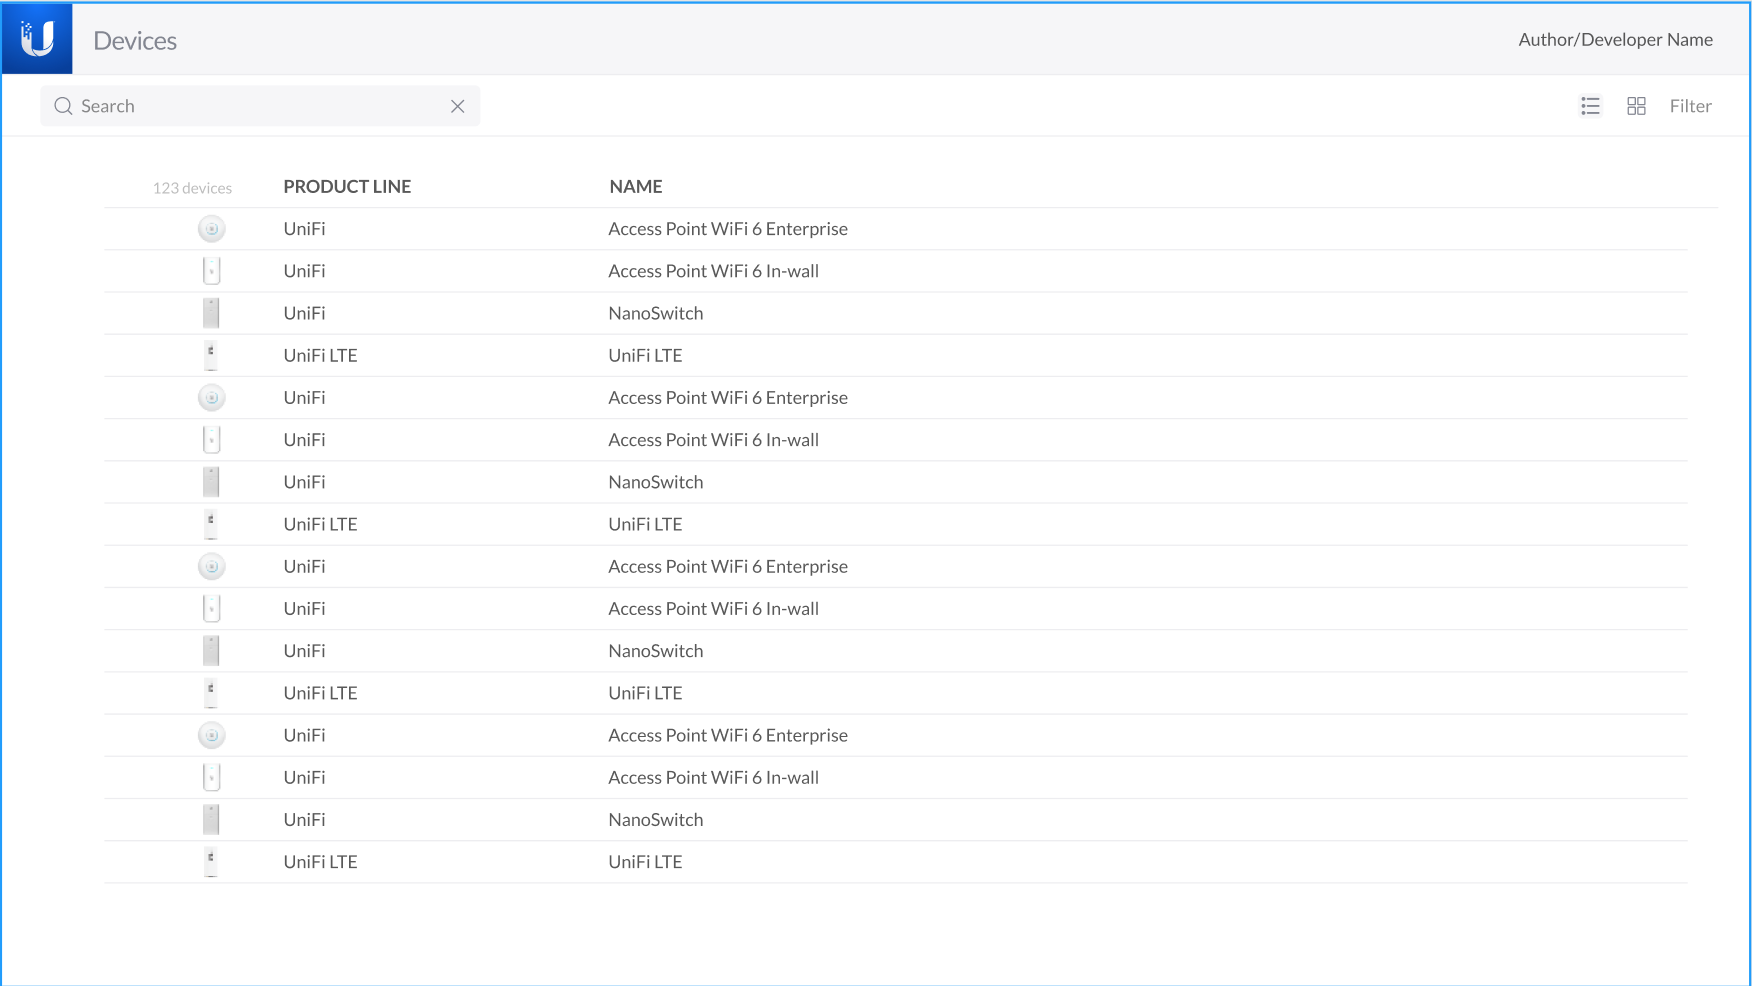 Devices
Author/Developer Name
Search
Filter
123 devices PRODUCT LINE NAME
UniFi Access Point WiFi 6 Enterprise
UniFi Access Point WiFi 6 In-wall
UniFi NanoSwitch
UniFi LTE UniFi LTE
UniFi Access Point WiFi 6 Enterprise
UniFi Access Point WiFi 6 In-wall
UniFi NanoSwitch
UniFi LTE UniFi LTE
UniFi Access Point WiFi 6 Enterprise
UniFi Access Point WiFi 6 In-wall
UniFi NanoSwitch
UniFi LTE UniFi LTE
UniFi Access Point WiFi 6 Enterprise
UniFi Access Point WiFi 6 In-wall
UniFi NanoSwitch
UniFi LTE UniFi LTE